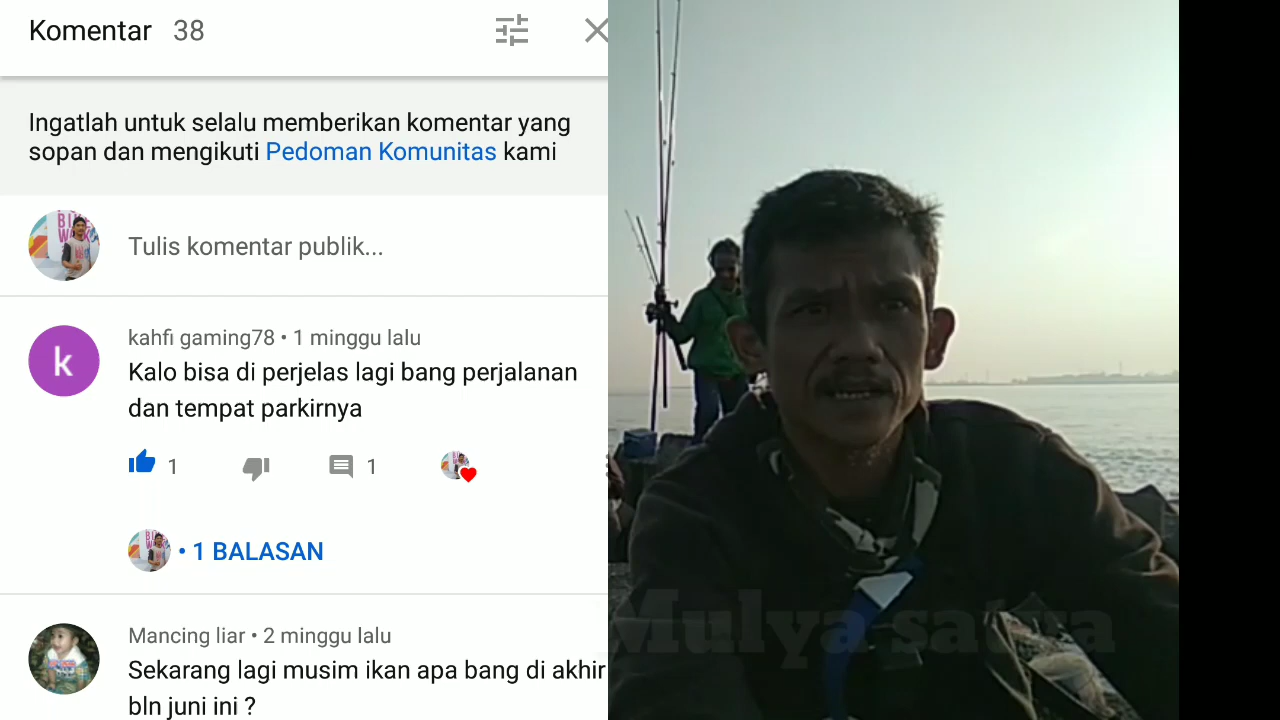 Komentar 38
Ingatlah untuk selalu memberikan komentar yang
sopan dan mengikuti Pedoman Komunitas kami
Tulis komentar publik...
kahfi gaming78 • 1 minggu lalu
Kalo bisa di perjelas lagi bang perjalanan
dan tempat parkirnya
1
1
• 1 BALASAN
Mancing liar • 2 minggu lalu
Sekarang lagi musim ikan apa bang di akhir
bln juni ini ?
k
Mulya satya